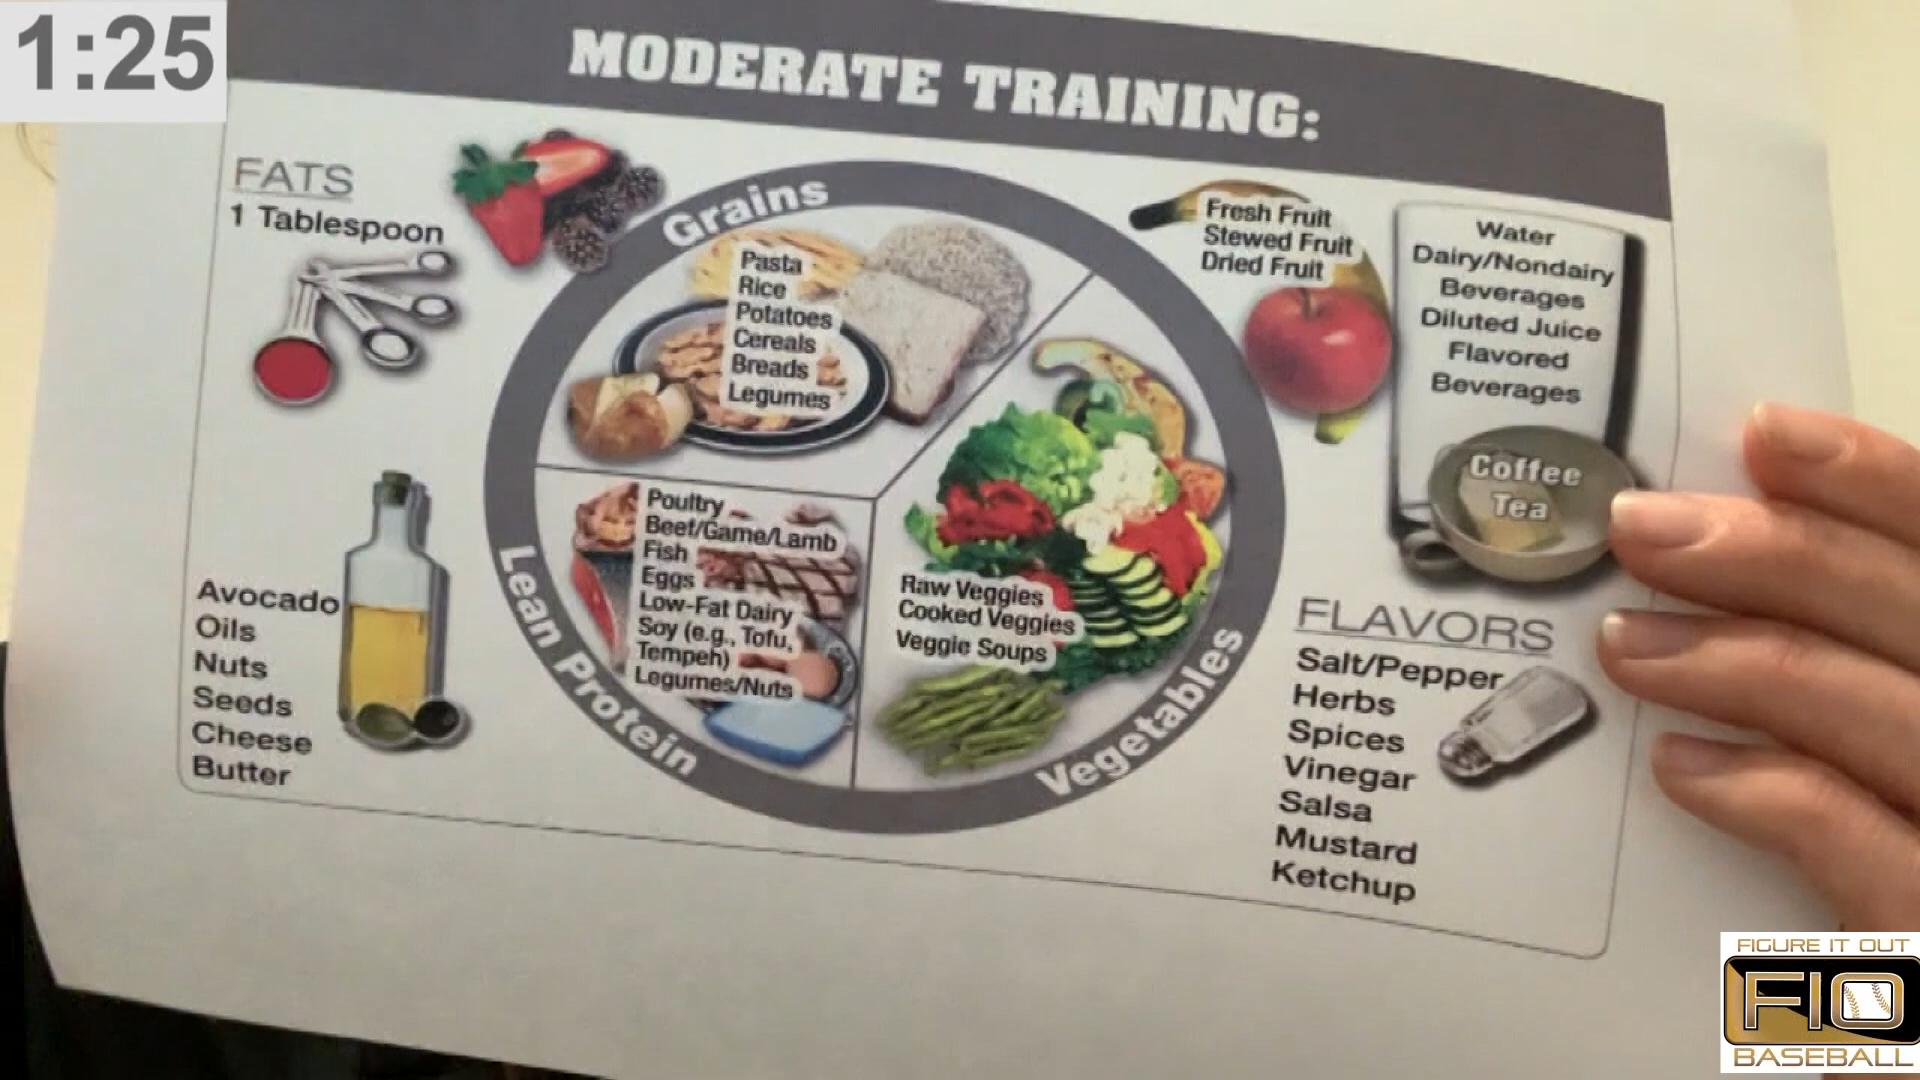 1:25
MODERATE TRAINING:
FATS
1 Tablespoon
Avocado
Oils
Nuts
Seeds
Cheese
Butter
Grains
Pasta
Rice
Potatoes
Cereals
Breads
Legumes
Lean Protein
Poultry
Beef/Game/Lamb
Fish
Eggs
Low-Fat Dairy
Soy (e.g., Tofu,
Tempeh)
Legumes/Nuts
Vegetables
Raw Veggies
Cooked Veggies
Veggie Soups
Fresh Fruit
Stewed Fruit
Dried Fruit
Water
Dairy/Nondairy
Beverages
Diluted Juice
Flavored
Beverages
Coffee
Tea
FLAVORS
Salt/Pepper
Herbs
Spices
Vinegar
Salsa
Mustard
Ketchup
FIGURE IT OUT
FIO
BASEBALL